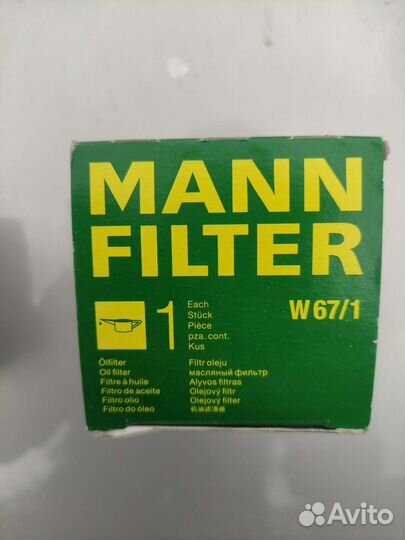 MANN
FILTER
1
Each
Stück
Pièce
pza. cont.
Kus
W 67/1
Ölfilter
Oil filter
Filtre à huile
Filtro de aceite
Filtro olio
Filtro do óleo
Filtr oleju
масляный фильтр
Alyvos filtras
Olejový filtr
Olejový filter
机油滤清器
Avito